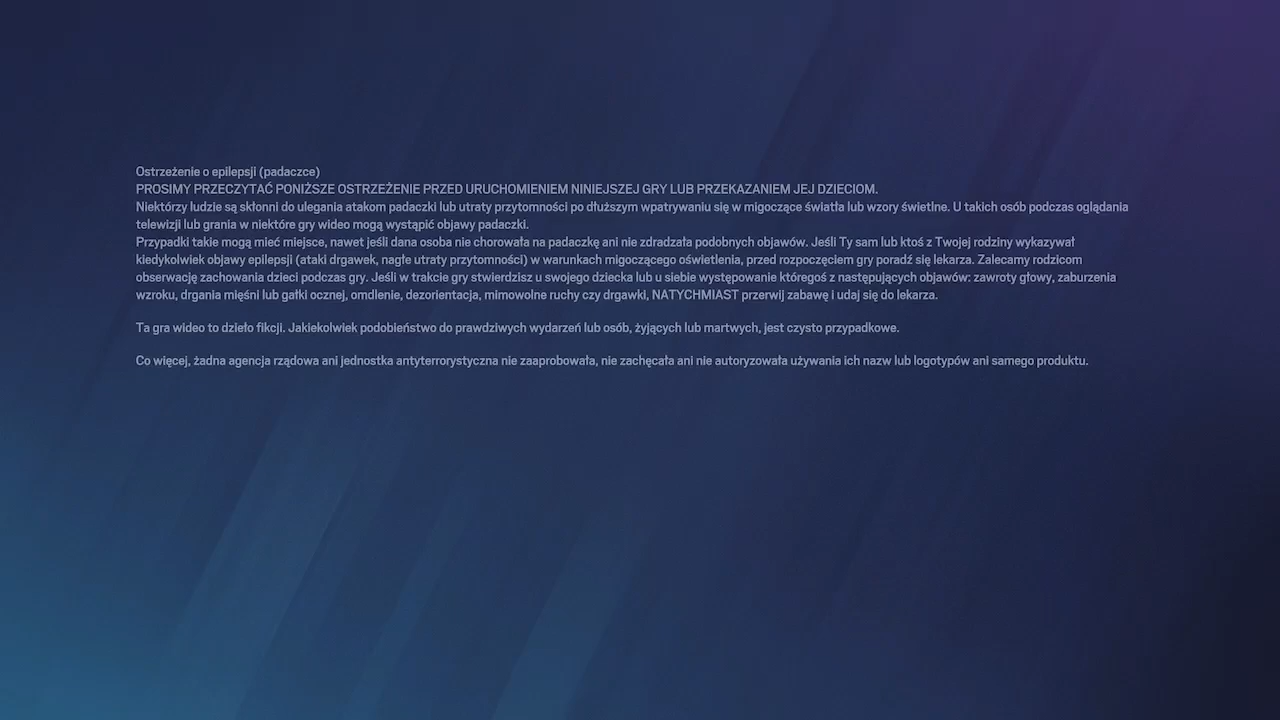 Ostrzeżenie o epilepsji (padaczce)
PROSIMY PRZECZYTAĆ PONIŻSZE OSTRZEŻENIE PRZED URUCHOMIENIEM NINIEJSZEJ GRY LUB PRZEKAZANIEM JEJ DZIECIOM.
Niektórzy ludzie są skłonni do ulegania atakom padaczki lub utraty przytomności po dłuższym wpatrywaniu się w migoczące światła lub wzory świetlne. U takich osób podczas oglądania
telewizji lub grania w niektóre gry wideo mogą wystąpić objawy padaczki.
Przypadki takie mogą mieć miejsce, nawet jeśli dana osoba nie chorowała na padaczkę ani nie zdradzała podobnych objawów. Jeśli Ty sam lub ktoś z Twojej rodziny wykazywał
kiedykolwiek objawy epilepsji (ataki drgawek, nagłe utraty przytomności) w warunkach migoczącego oświetlenia, przed rozpoczęciem gry poradź się lekarza. Zalecamy rodzicom
obserwację zachowania dzieci podczas gry. Jeśli w trakcie gry stwierdzisz u swojego dziecka lub u siebie występowanie któregoś z następujących objawów: zawroty głowy, zaburzenia
wzroku, drgania mięśni lub gałki ocznej, omdlenie, dezorientacja, mimowolne ruchy czy drgawki, NATYCHMIAST przerwij zabawę i udaj się do lekarza.
Ta gra wideo to dzieło fikcji. Jakiekolwiek podobieństwo do prawdziwych wydarzeń lub osób, żyjących lub martwych, jest czysto przypadkowe.
Co więcej, żadna agencja rządowa ani jednostka antyterrorystyczna nie zaaprobowała, nie zachęcała ani nie autoryzowała używania ich nazw lub logotypów ani samego produktu.